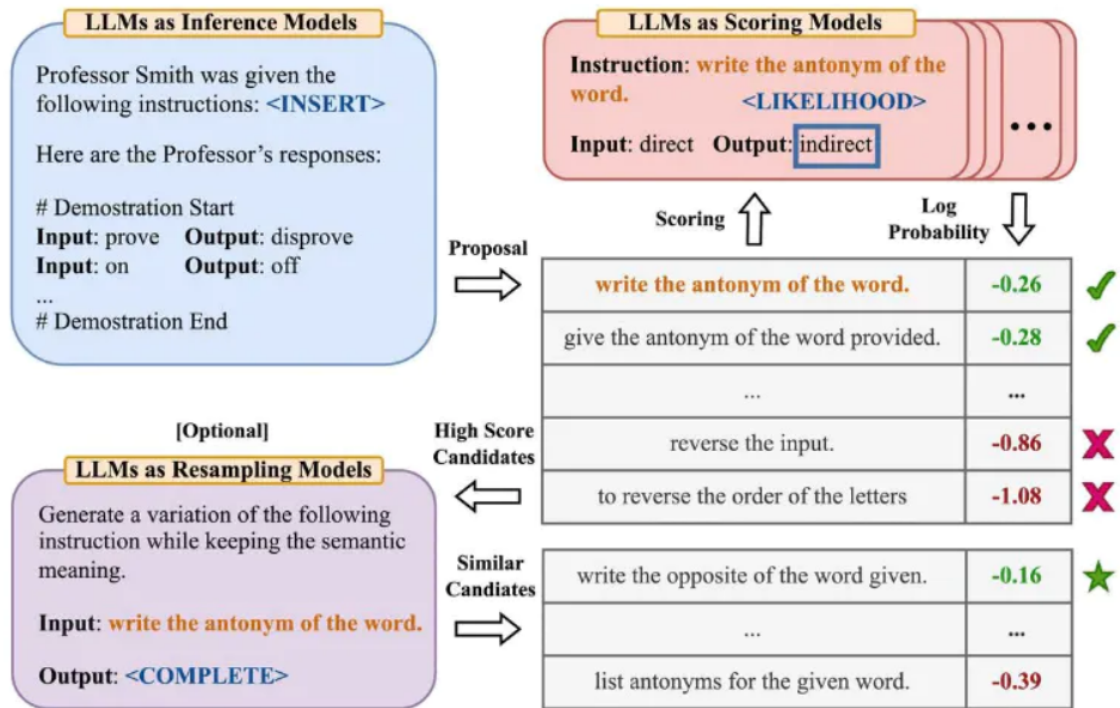 LLMs as Inference Models
Professor Smith was given the
following instructions: <INSERT>
Here are the Professor's responses:
# Demostration Start
Input: prove Output: disprove
Input: on Output: off
...
# Demostration End
LLMs as Scoring Models
Instruction: write the antonym of the
word. <LIKELIHOOD>
Input: direct Output: indirect
...
Scoring
Log
Probability
Proposal
write the antonym of the word. -0.26
give the antonym of the word provided. -0.28
... ...
reverse the input. -0.86
to reverse the order of the letters -1.08
High Score
Candidates
[Optional]
LLMs as Resampling Models
Generate a variation of the following
instruction while keeping the semantic
meaning.
Input: write the antonym of the word.
Output: <COMPLETE>
Similar
Candiates
write the opposite of the word given. -0.16
... ...
list antonyms for the given word. -0.39